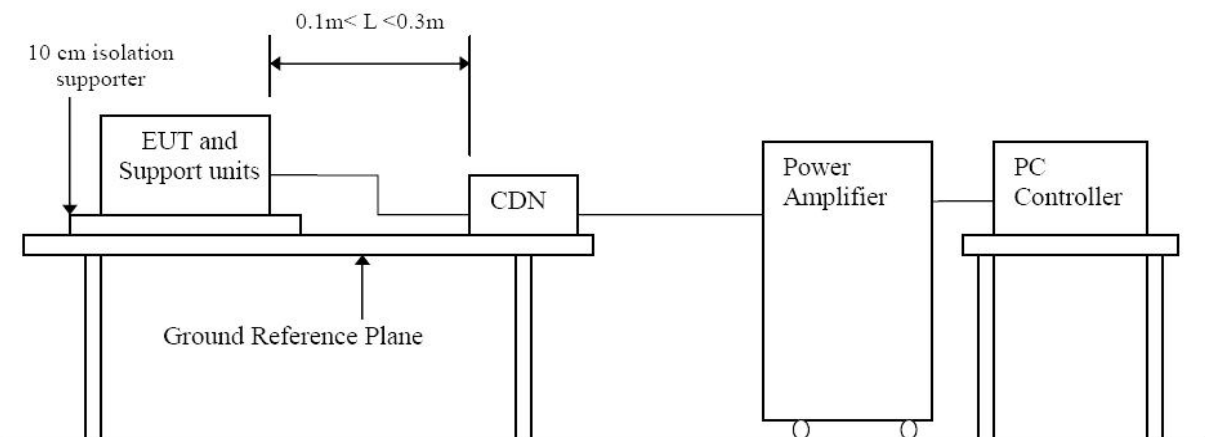 0.1m< L <0.3m
10 cm isolation
supporter
EUT and
Support units
CDN
Power
Amplifier
PC
Controller
Ground Reference Plane